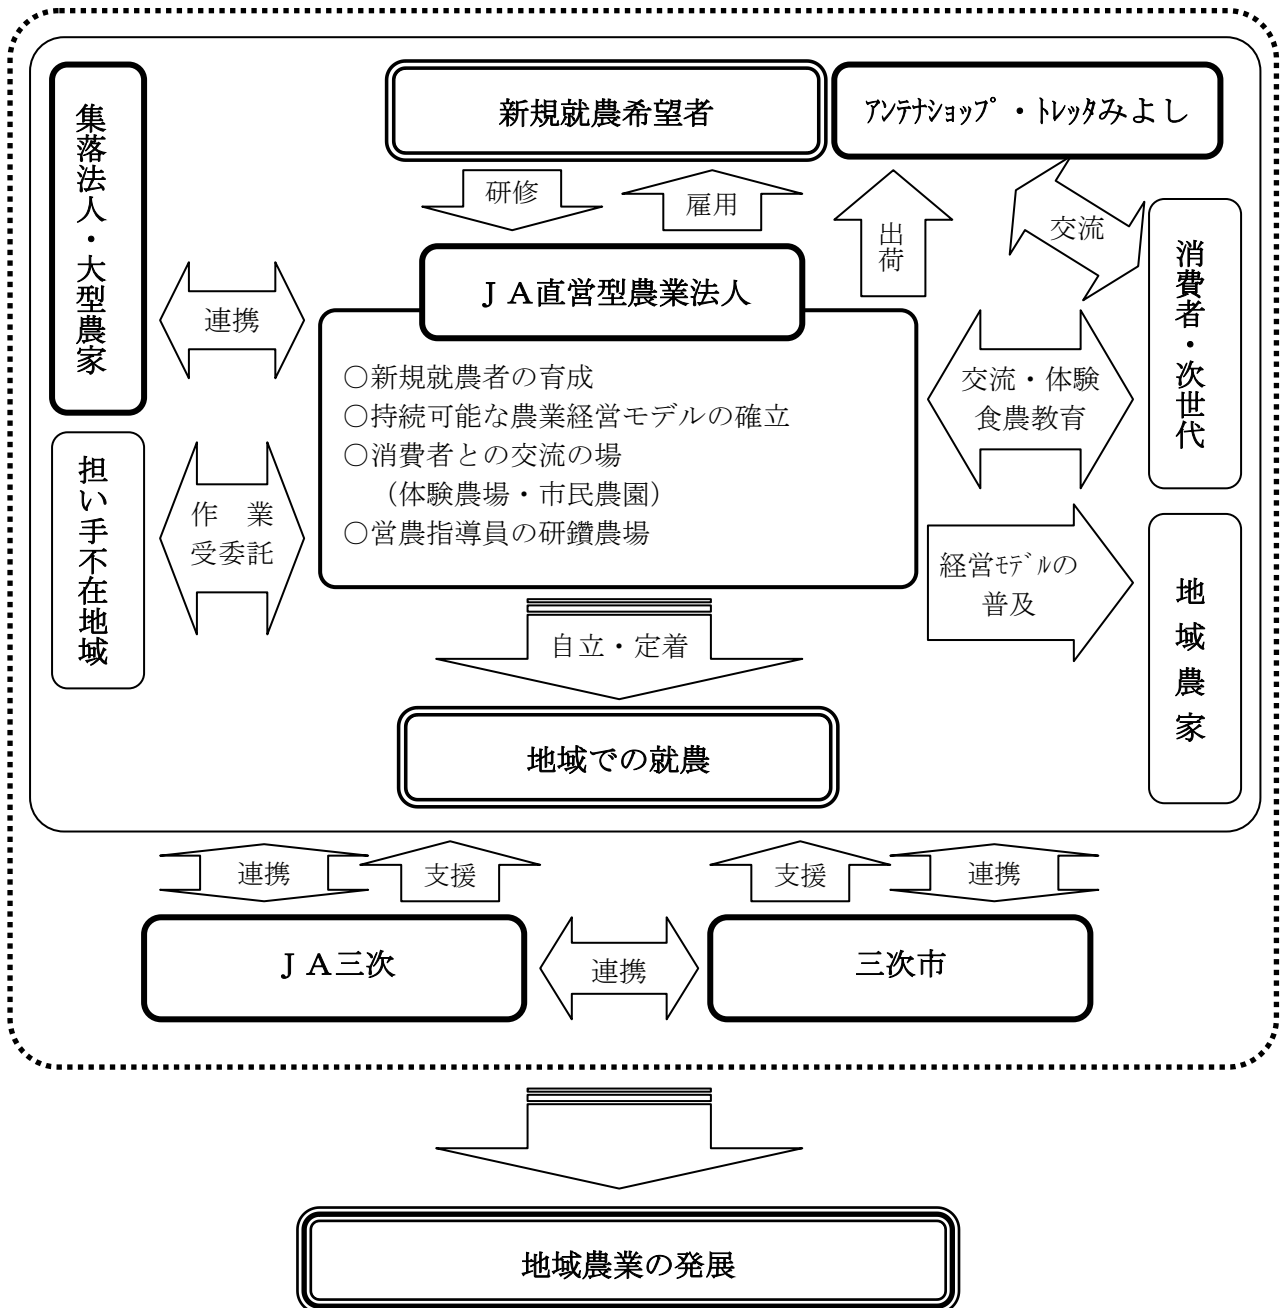 集落法人・大型農家
新規就農希望者
ｱﾝﾃﾅｼｮｯﾌﾟ・ﾄﾚｯﾀみよし
研修
雇用
出荷
交流
消費者・次世代
ＪＡ直営型農業法人
連携
○新規就農者の育成
○持続可能な農業経営モデルの確立
○消費者との交流の場
（体験農場・市民農園）
○営農指導員の研鑽農場
交流・体験
食農教育
担い手不在地域
作　業
受委託
経営ﾓﾃﾞﾙの
普及
地域農家
自立・定着
地域での就農
連携
支援
支援
連携
ＪＡ三次
連携
三次市
地域農業の発展